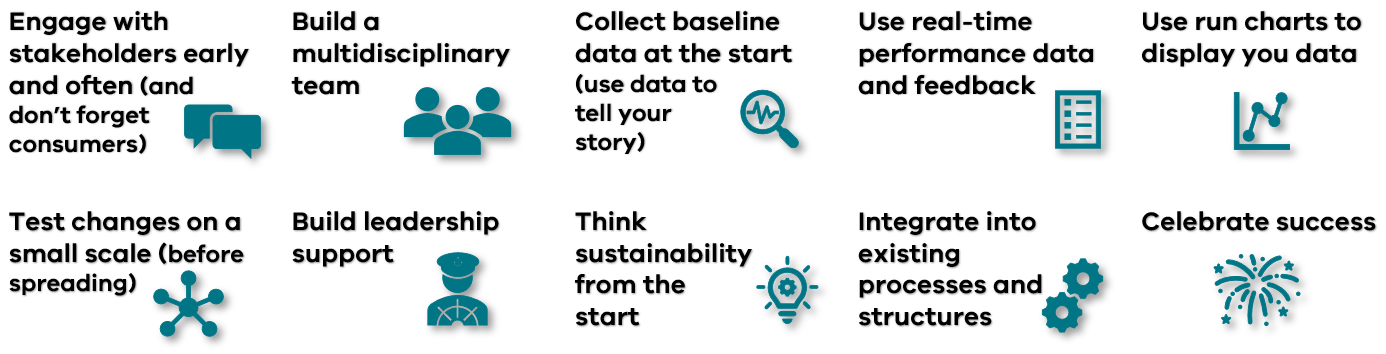 Engage with
stakeholders early
and often (and
don't forget
consumers)
Build a
multidisciplinary
team
Collect baseline
data at the start
(use data to
tell your
story)
Use real-time
performance data
and feedback
Use run charts to
display you data
Test changes on a
small scale (before
spreading)
Build leadership
support
Think
sustainability
from the
start
Integrate into
existing
processes and
structures
Celebrate success